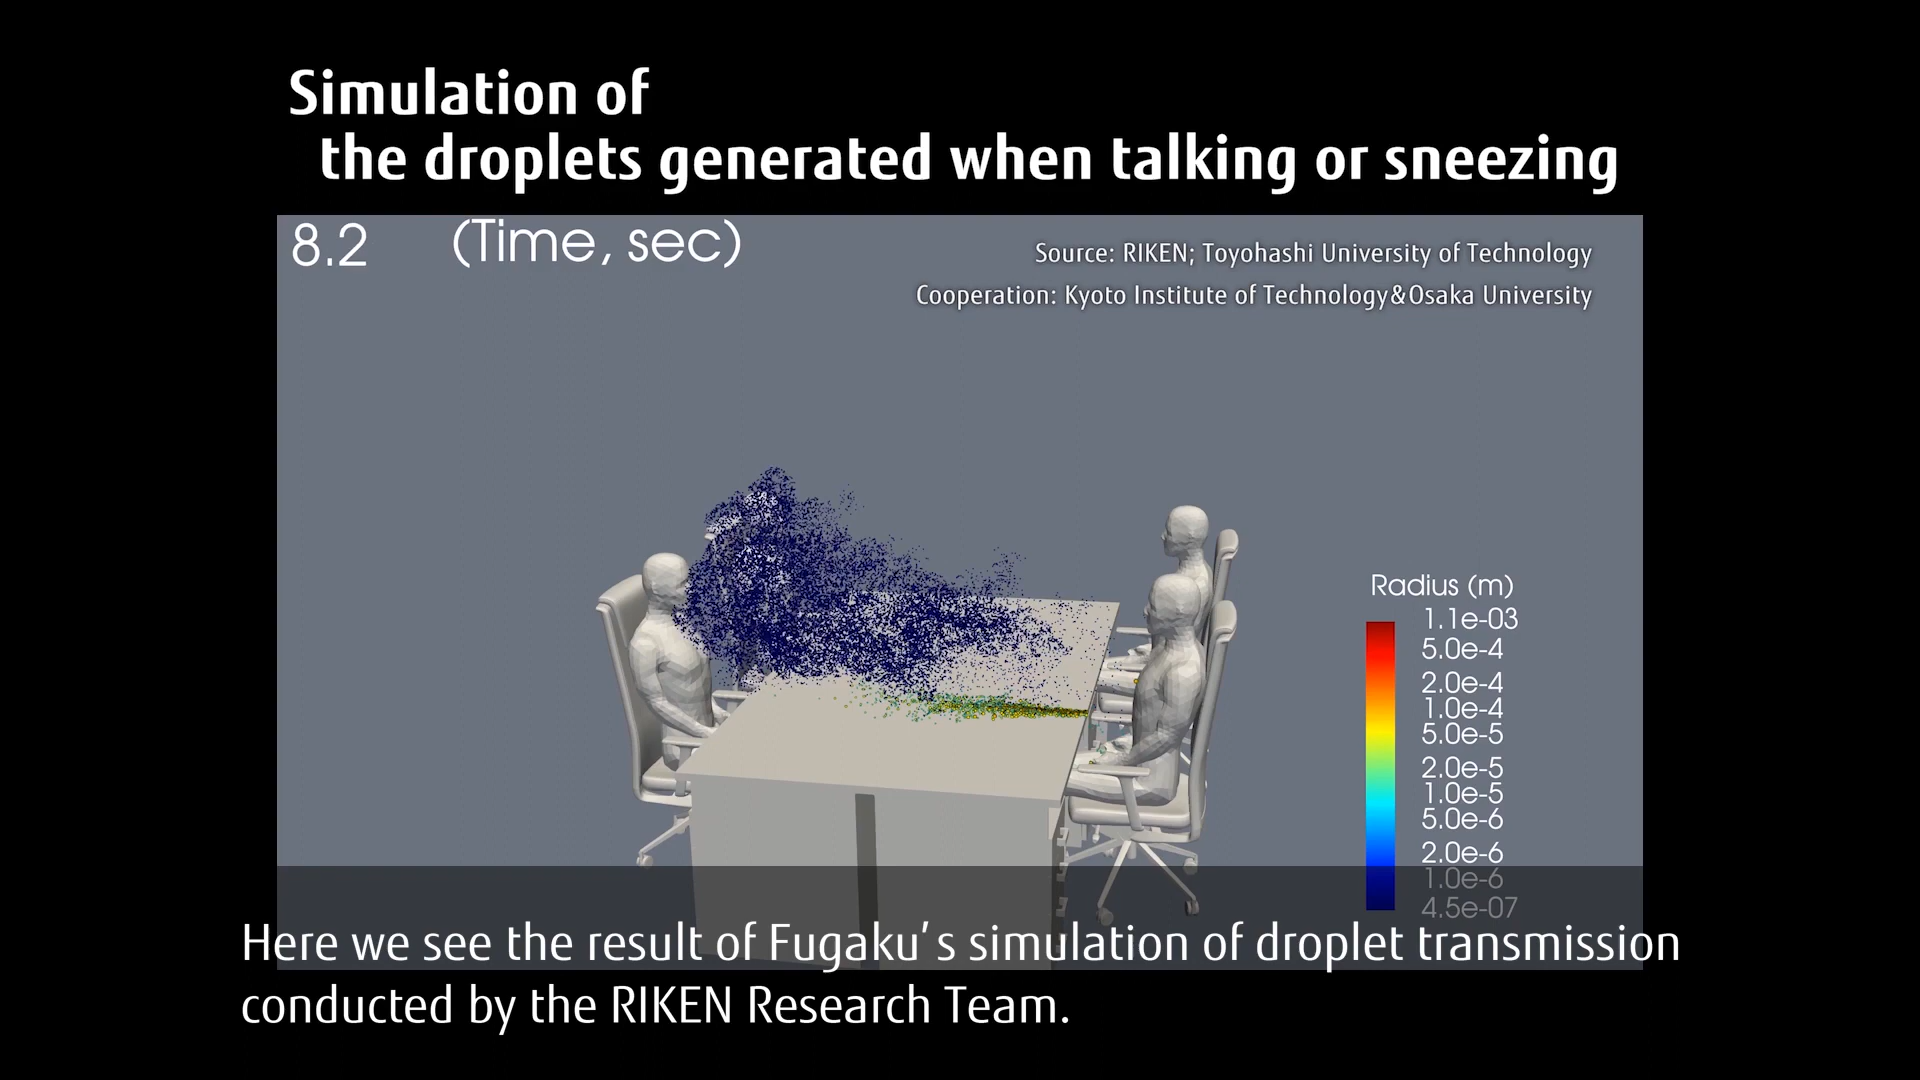 Simulation of
the droplets generated when talking or sneezing
8.2 (Time, sec)
Source: RIKEN; Toyohashi University of Technology
Cooperation: Kyoto Institute of Technology&Osaka University
Radius (m)
1.1e-03
5.0e-4
2.0e-4
1.0e-4
5.0e-5
2.0e-5
1.0e-5
5.0e-6
2.0e-6
1.0e-6
4.5e-07
Here we see the result of Fugaku's simulation of droplet transmission
conducted by the RIKEN Research Team.